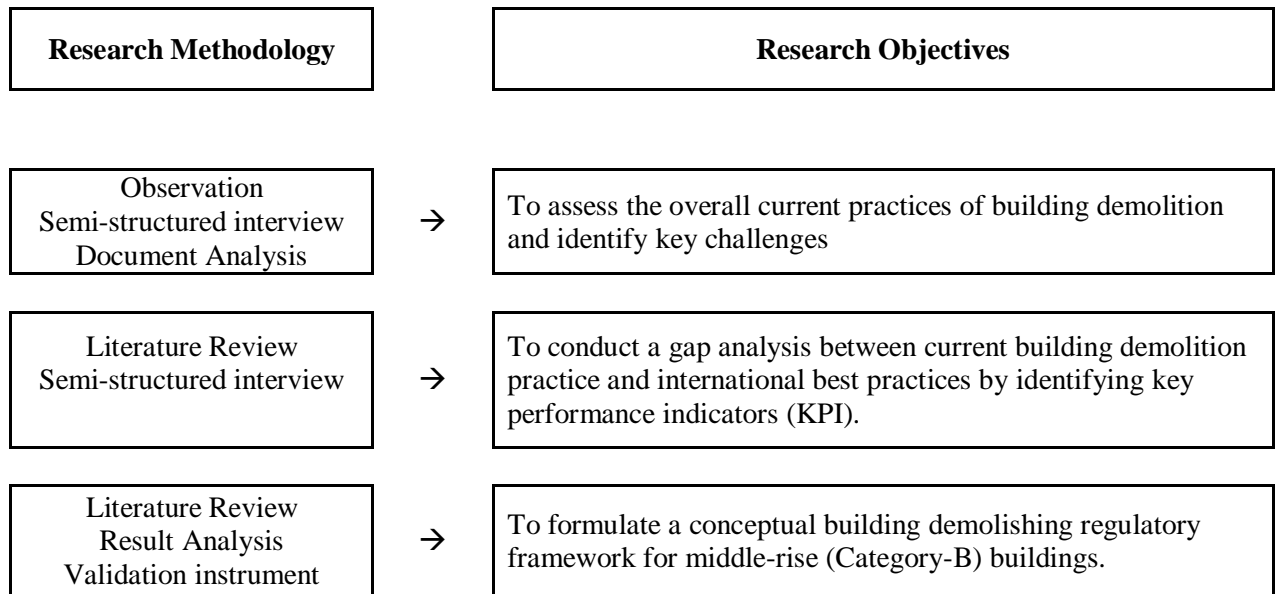 Research Methodology
Research Objectives
Observation
Semi-structured interview
Document Analysis
→
To assess the overall current practices of building demolition
and identify key challenges
Literature Review
Semi-structured interview
→
To conduct a gap analysis between current building demolition
practice and international best practices by identifying key
performance indicators (KPI).
Literature Review
Result Analysis
Validation instrument
→
To formulate a conceptual building demolishing regulatory
framework for middle-rise (Category-B) buildings.